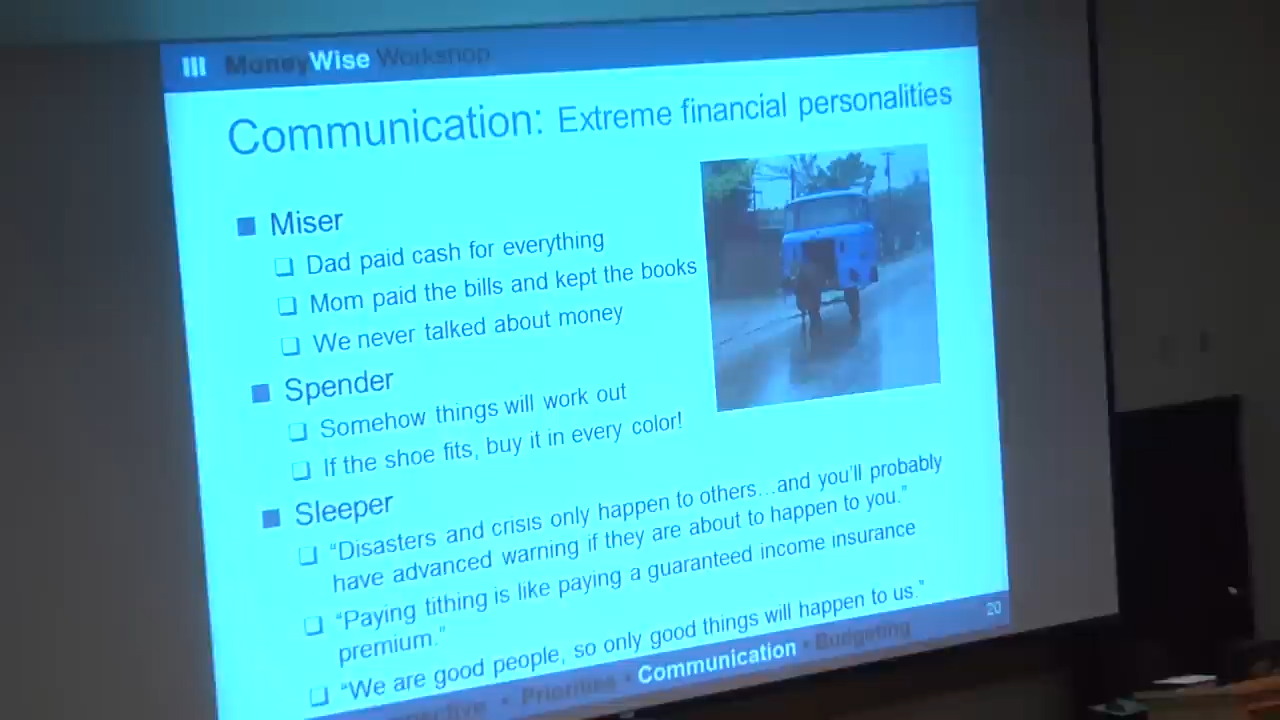 MoneyWise Workshop
Communication: Extreme financial personalities
Miser
Dad paid cash for everything
Mom paid the bills and kept the books
We never talked about money
Spender
Somehow things will work out
If the shoe fits, buy it in every color!
Sleeper
“Disasters and crisis only happen to others…and you’ll probably
have advanced warning if they are about to happen to you.”
“Paying tithing is like paying a guaranteed income insurance
premium.”
“We are good people, so only good things will happen to us.”
20
• Priorities • Communication • Budgeting